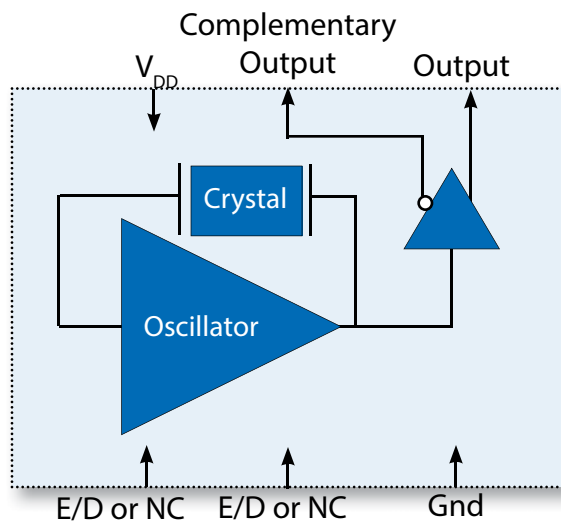 Complementary
Output
V_DD
Output
Crystal
Oscillator
E/D or NC
E/D or NC
Gnd